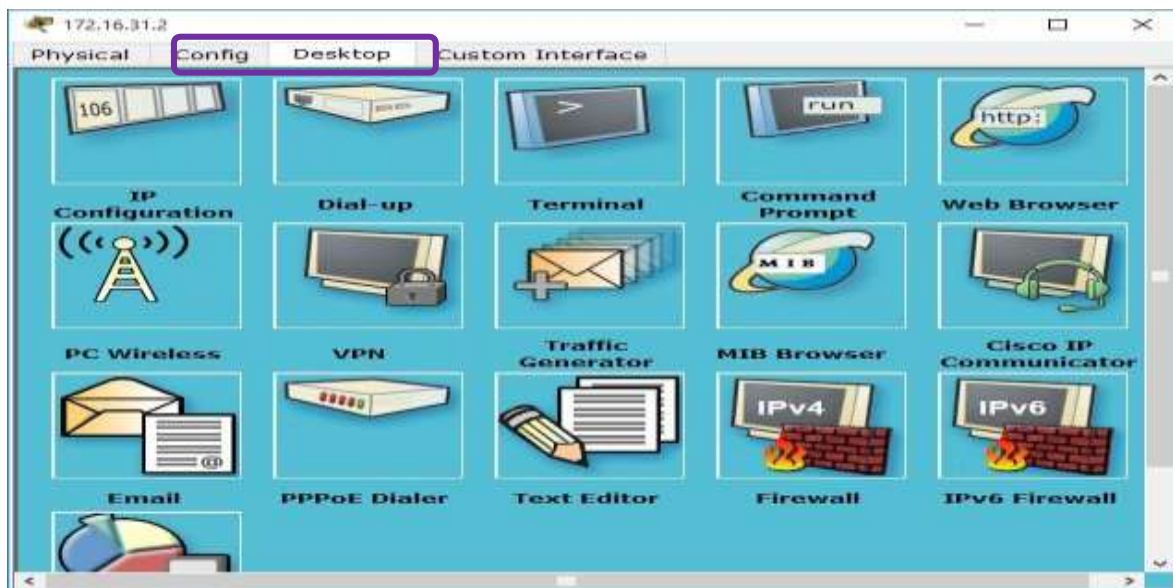 172.16.31.2
Physical Config Desktop Custom Interface
106
>
run
http:
IP
Configuration
Dial-up
Terminal
Command
Prompt
Web Browser
MIB
PC Wireless
VPN
Traffic
Generator
MIB Browser
Cisco IP
Communicator
@
IPv4
IPv6
Email
PPPoE Dialer
Text Editor
Firewall
IPv6 Firewall